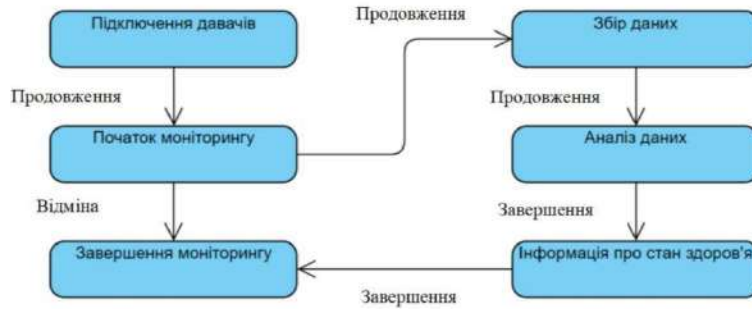 Підключення давачів
Продовження
Збір даних
Продовження
Продовження
Початок моніторингу
Аналіз даних
Відміна
Завершення
Завершення моніторингу
Інформація про стан здоров'я
Завершення